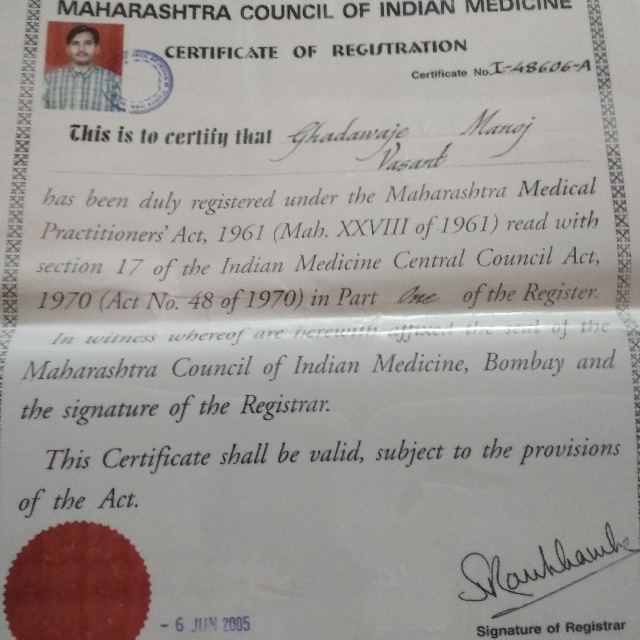 MAHARASHTRA COUNCIL OF INDIAN MEDICINE
CERTIFICATE OF REGISTRATION
Certificate No. I-48606-A
This is to certify that Ghadawaje Manoj
Vasant
has been duly registered under the Maharashtra Medical
Practitioners' Act, 1961 (Mah. XXVIII of 1961) read with
section 17 of the Indian Medicine Central Council Act,
1970 (Act No. 48 of 1970) in Part One of the Register.
In witness whereof are herewith affixed the seal of the
Maharashtra Council of Indian Medicine, Bombay and
the signature of the Registrar.
This Certificate shall be valid, subject to the provisions
of the Act.
- 6 JUN 2005
Signature of Registrar